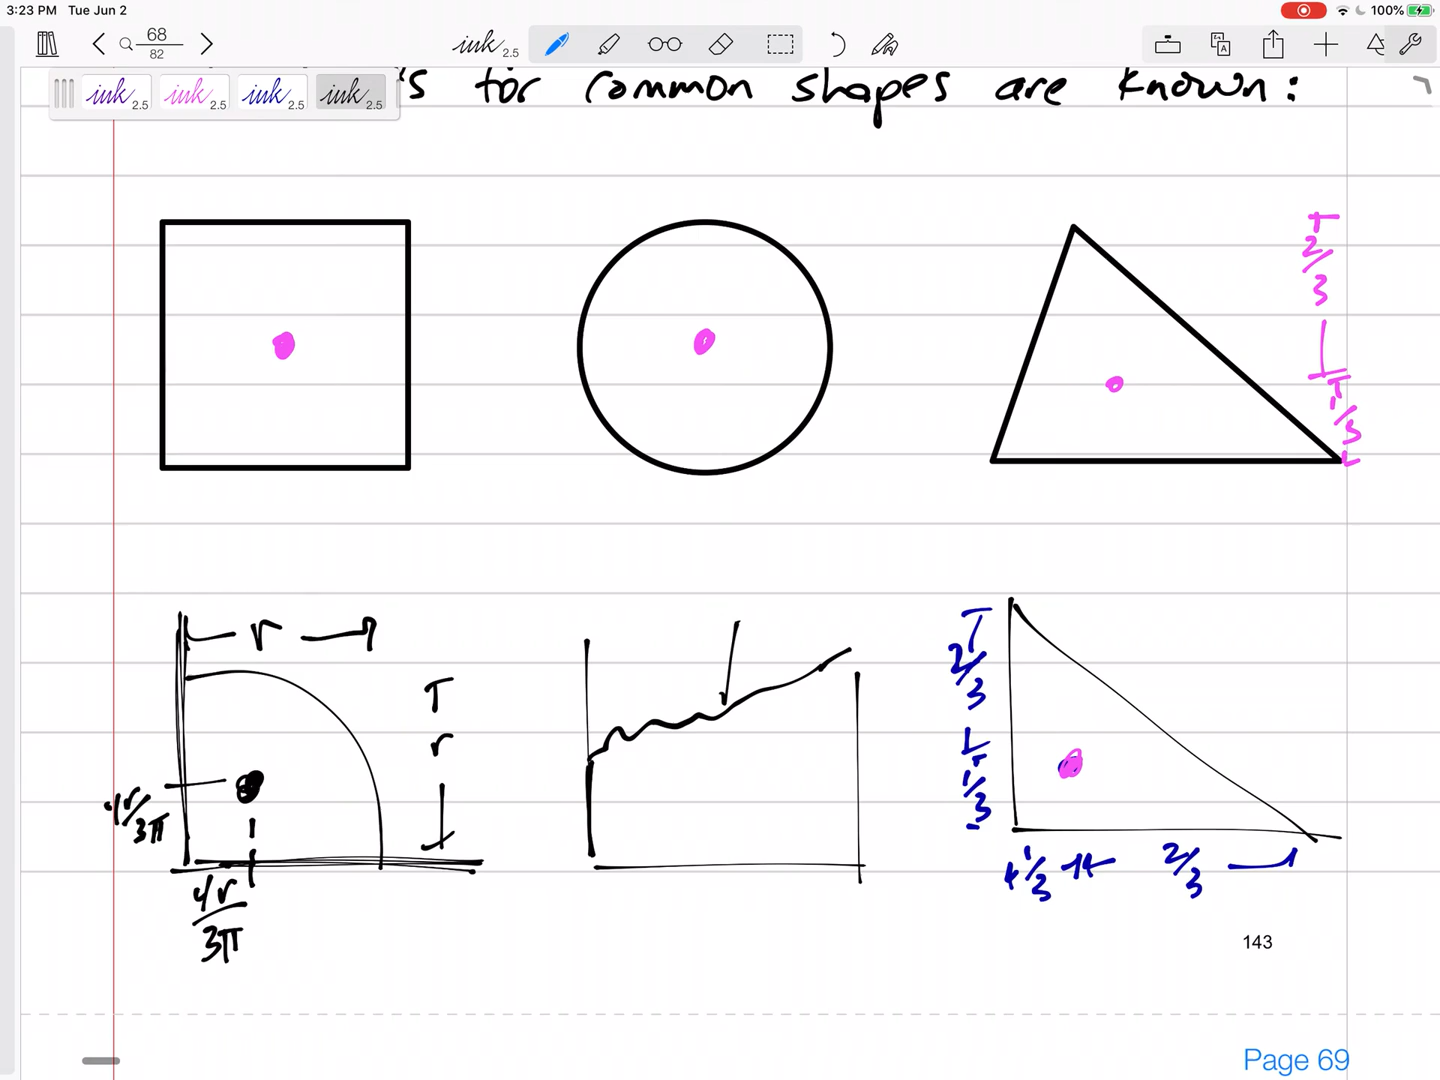 3:23 PM Tue Jun 2
100%
68
82
ink 2.5
ink 2.5 ink 2.5 ink 2.5 ink 2.5
's for common shapes are known:
2/3
1/3
r
r
4r/3π
4r
3π
2/3
1/3
1/3
2/3
143
Page 69